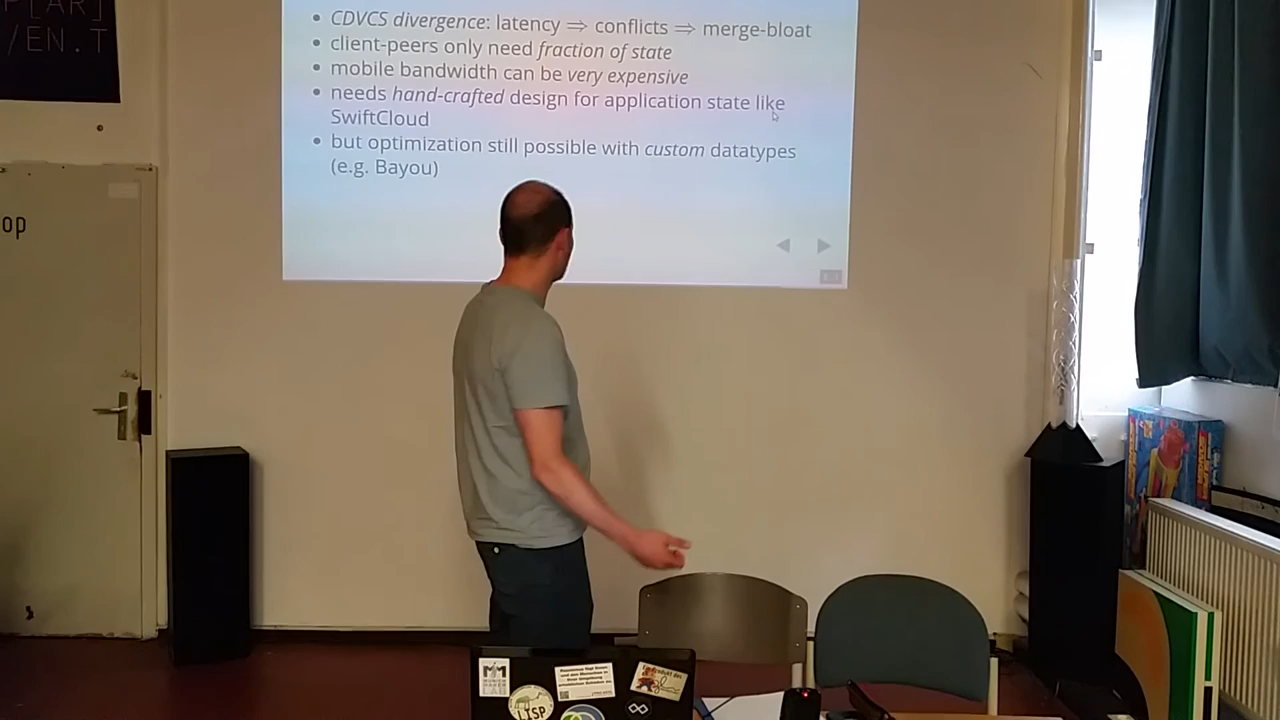 P[AR]
/EN.T
CDVCS divergence: latency ⇒ conflicts ⇒ merge-bloat
client-peers only need fraction of state
mobile bandwidth can be very expensive
needs hand-crafted design for application state like
SwiftCloud
but optimization still possible with custom datatypes
(e.g. Bayou)
op
LISP